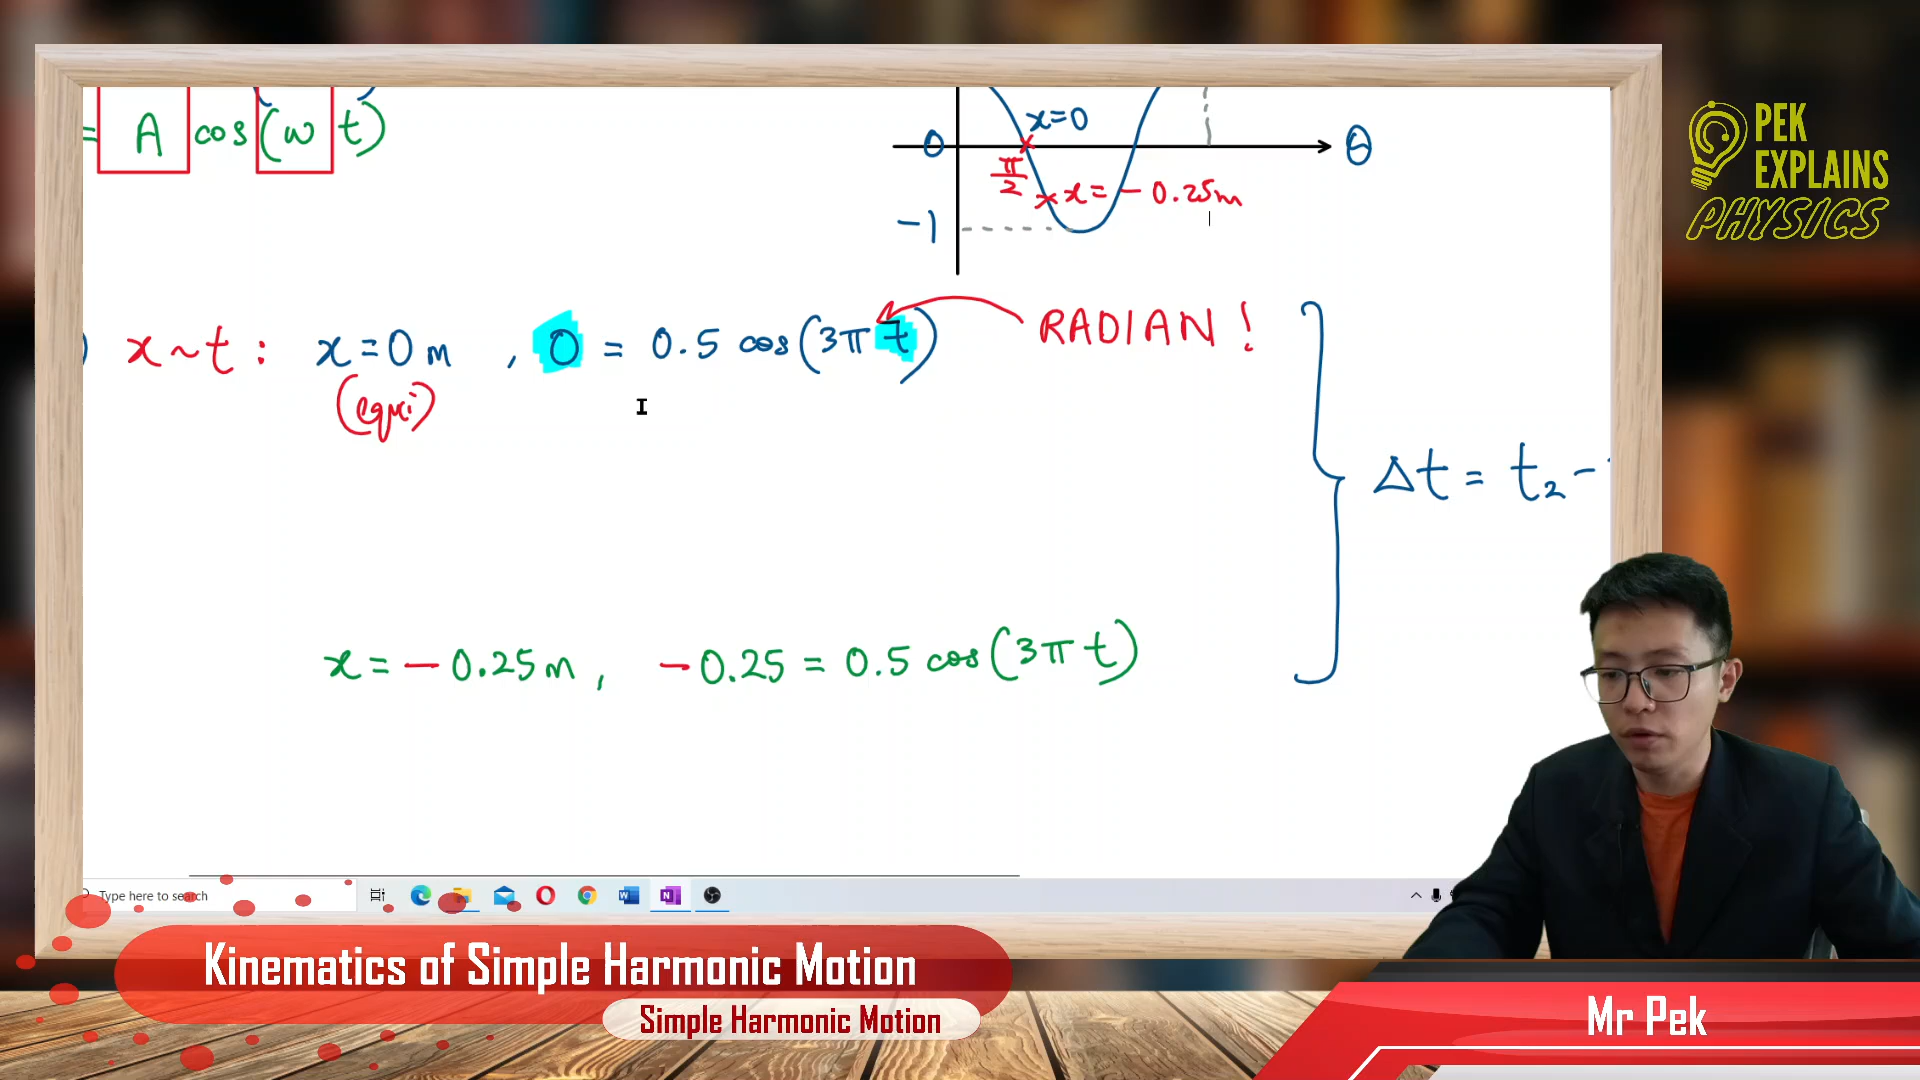 = A cos (ω t)
x=0
0
θ
π/2
x = - 0.25m
-1
PEK
EXPLAINS
PHYSICS
) x ~ t : x = 0 m , 0 = 0.5 cos (3π t)
RADIAN !
(equi)
Δt = t₂ -
x = - 0.25 m , - 0.25 = 0.5 cos (3π t)
Type here to search
Kinematics of Simple Harmonic Motion
Simple Harmonic Motion
Mr Pek